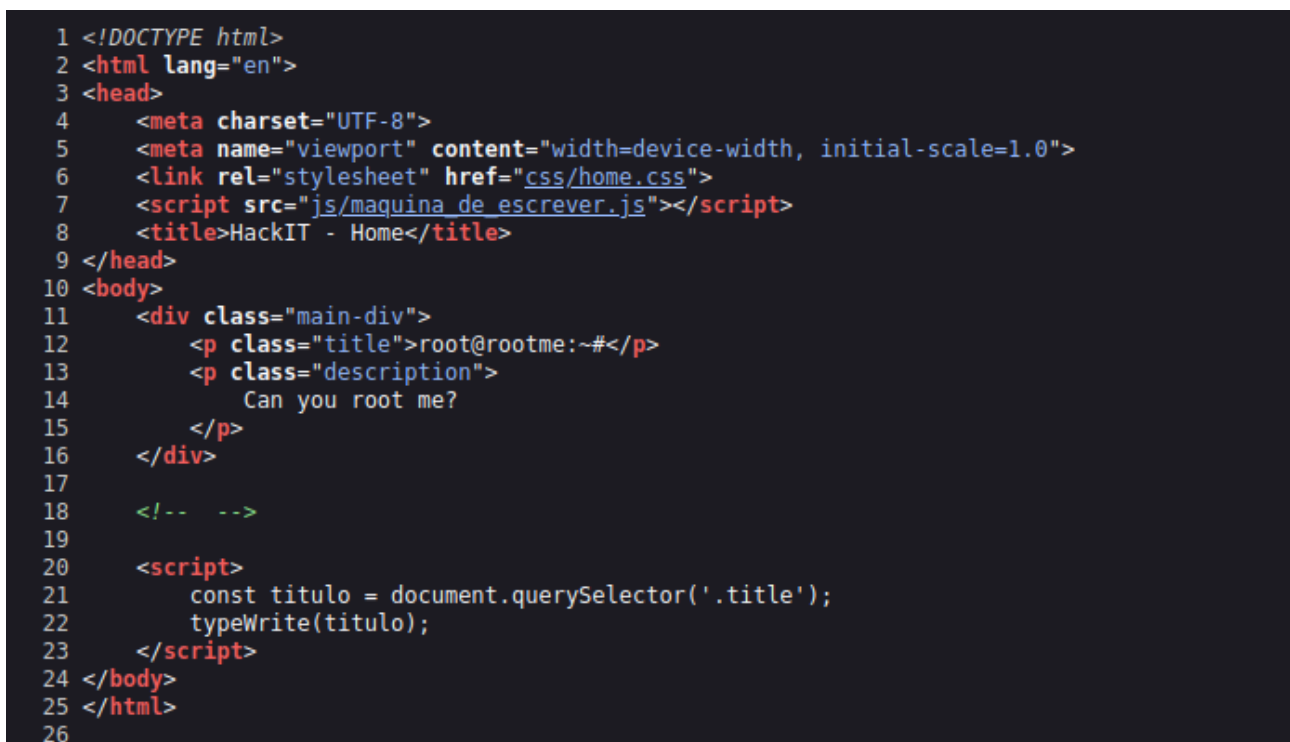 1 <!DOCTYPE html>
2 <html lang="en">
3 <head>
4     <meta charset="UTF-8">
5     <meta name="viewport" content="width=device-width, initial-scale=1.0">
6     <link rel="stylesheet" href="css/home.css">
7     <script src="js/maquina_de_escrever.js"></script>
8     <title>HackIT - Home</title>
9 </head>
10 <body>
11     <div class="main-div">
12         <p class="title">root@rootme:~#</p>
13         <p class="description">
14             Can you root me?
15         </p>
16     </div>
17
18     <!--  -->
19
20     <script>
21         const titulo = document.querySelector('.title');
22         typeWrite(titulo);
23     </script>
24 </body>
25 </html>
26